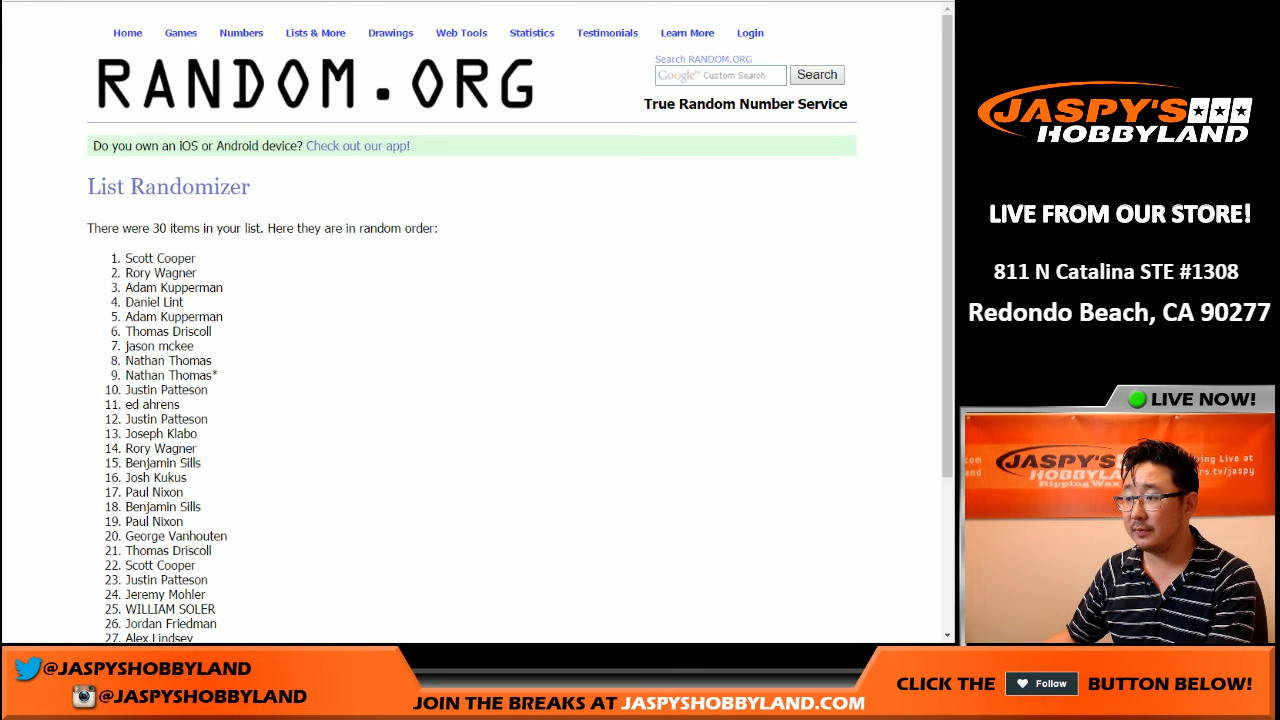 Home Games Numbers Lists & More Drawings Web Tools Statistics Testimonials Learn More Login
RANDOM.ORG
Search RANDOM.ORG
Google™ Custom Search Search
True Random Number Service
Do you own an iOS or Android device? Check out our app!
List Randomizer
There were 30 items in your list. Here they are in random order:
1. Scott Cooper
2. Rory Wagner
3. Adam Kupperman
4. Daniel Lint
5. Adam Kupperman
6. Thomas Driscoll
7. jason mckee
8. Nathan Thomas
9. Nathan Thomas*
10. Justin Patteson
11. ed ahrens
12. Justin Patteson
13. Joseph Klabo
14. Rory Wagner
15. Benjamin Sills
16. Josh Kukus
17. Paul Nixon
18. Benjamin Sills
19. Paul Nixon
20. George Vanhouten
21. Thomas Driscoll
22. Scott Cooper
23. Justin Patteson
24. Jeremy Mohler
25. WILLIAM SOLER
26. Jordan Friedman
27. Alex Lindsey
JASPY'S
HOBBYLAND
LIVE FROM OUR STORE!
811 N Catalina STE #1308
Redondo Beach, CA 90277
LIVE NOW!
JASPY'S
HOBBYLAND
Ripping Wax
@JASPYSHOBBYLAND
@JASPYSHOBBYLAND
JOIN THE BREAKS AT JASPYSHOBBYLAND.COM
CLICK THE Follow BUTTON BELOW!